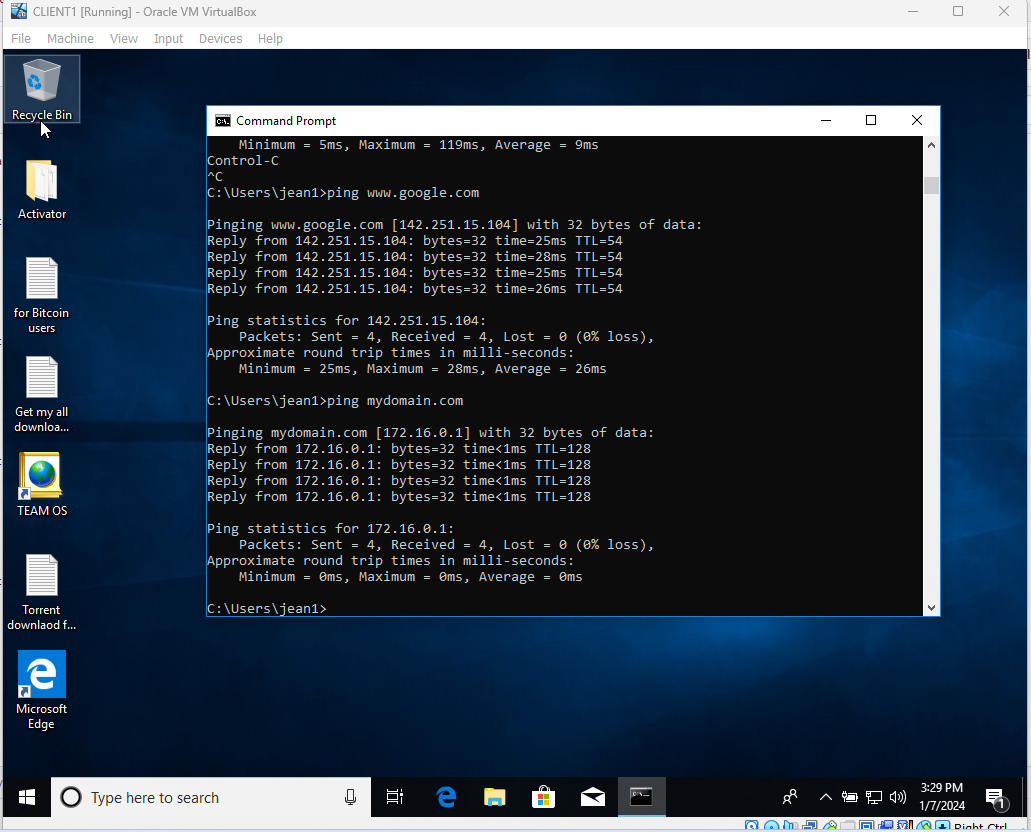 CLIENT1 [Running] - Oracle VM VirtualBox
File Machine View Input Devices Help
Recycle Bin
Activator
for Bitcoin
users
Get my all
downloa...
TEAM OS
Torrent
downlaod f...
Microsoft
Edge
Command Prompt
Minimum = 5ms, Maximum = 119ms, Average = 9ms
Control-C
^C
C:\Users\jean1>ping www.google.com
Pinging www.google.com [142.251.15.104] with 32 bytes of data:
Reply from 142.251.15.104: bytes=32 time=25ms TTL=54
Reply from 142.251.15.104: bytes=32 time=28ms TTL=54
Reply from 142.251.15.104: bytes=32 time=25ms TTL=54
Reply from 142.251.15.104: bytes=32 time=26ms TTL=54
Ping statistics for 142.251.15.104:
Packets: Sent = 4, Received = 4, Lost = 0 (0% loss),
Approximate round trip times in milli-seconds:
Minimum = 25ms, Maximum = 28ms, Average = 26ms
C:\Users\jean1>ping mydomain.com
Pinging mydomain.com [172.16.0.1] with 32 bytes of data:
Reply from 172.16.0.1: bytes=32 time<1ms TTL=128
Reply from 172.16.0.1: bytes=32 time<1ms TTL=128
Reply from 172.16.0.1: bytes=32 time<1ms TTL=128
Reply from 172.16.0.1: bytes=32 time<1ms TTL=128
Ping statistics for 172.16.0.1:
Packets: Sent = 4, Received = 4, Lost = 0 (0% loss),
Approximate round trip times in milli-seconds:
Minimum = 0ms, Maximum = 0ms, Average = 0ms
C:\Users\jean1>
Type here to search
3:29 PM
1/7/2024
1
Right Ctrl